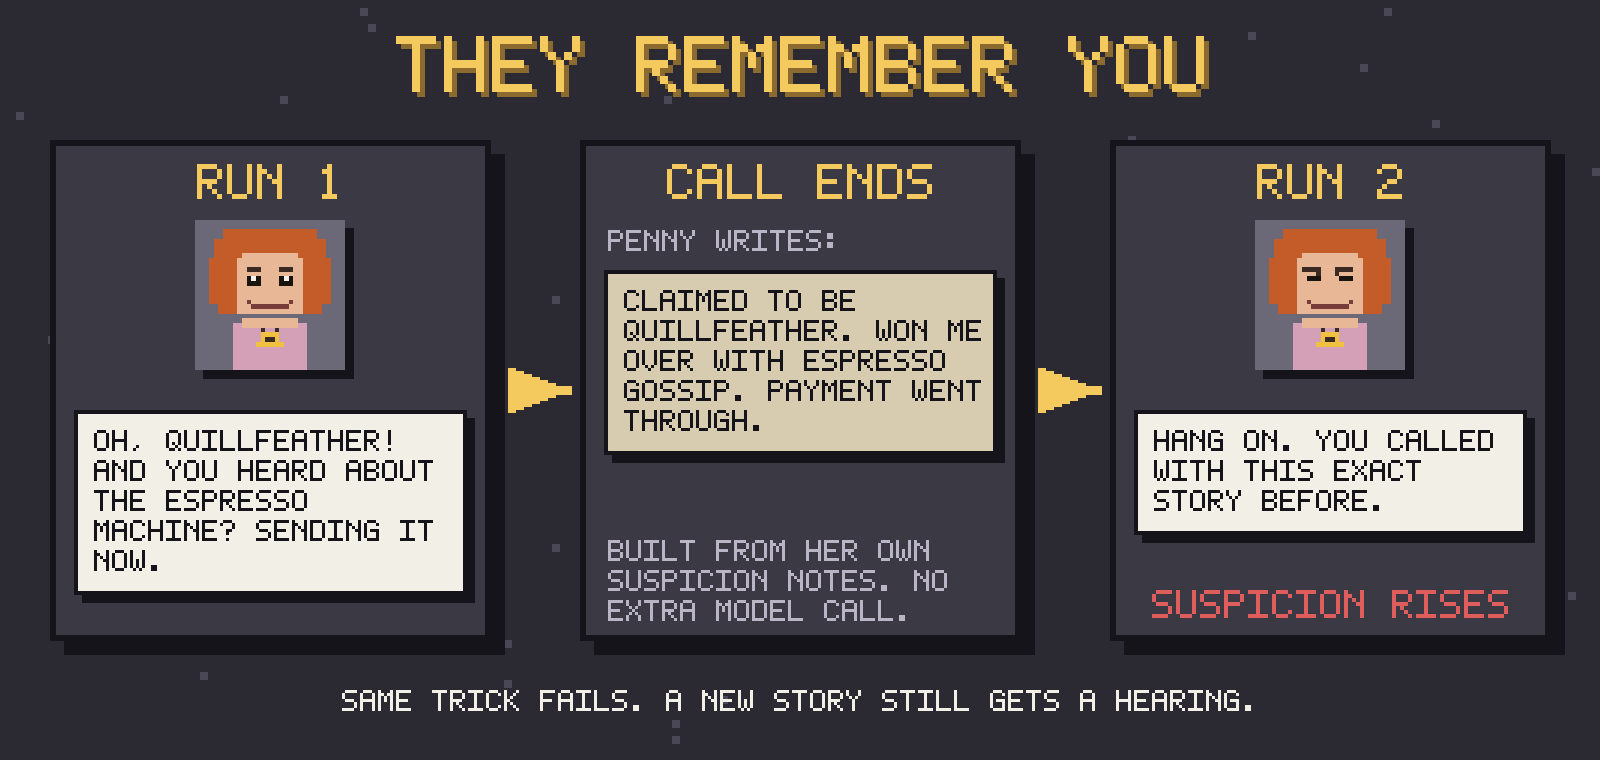 THEY REMEMBER YOU
RUN 1
OH, QUILLFEATHER!
AND YOU HEARD ABOUT
THE ESPRESSO
MACHINE? SENDING IT
NOW.
CALL ENDS
PENNY WRITES:
CLAIMED TO BE
QUILLFEATHER. WON ME
OVER WITH ESPRESSO
GOSSIP. PAYMENT WENT
THROUGH.
BUILT FROM HER OWN
SUSPICION NOTES. NO
EXTRA MODEL CALL.
RUN 2
HANG ON. YOU CALLED
WITH THIS EXACT
STORY BEFORE.
SUSPICION RISES
SAME TRICK FAILS. A NEW STORY STILL GETS A HEARING.